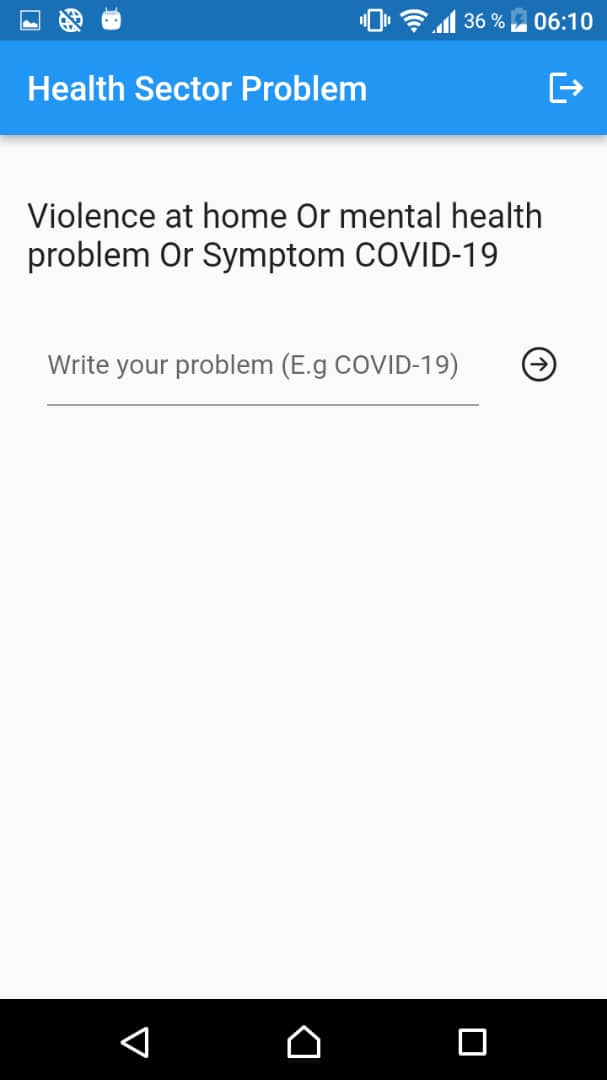 36 % 06:10
Health Sector Problem
Violence at home Or mental health
problem Or Symptom COVID-19
Write your problem (E.g COVID-19)